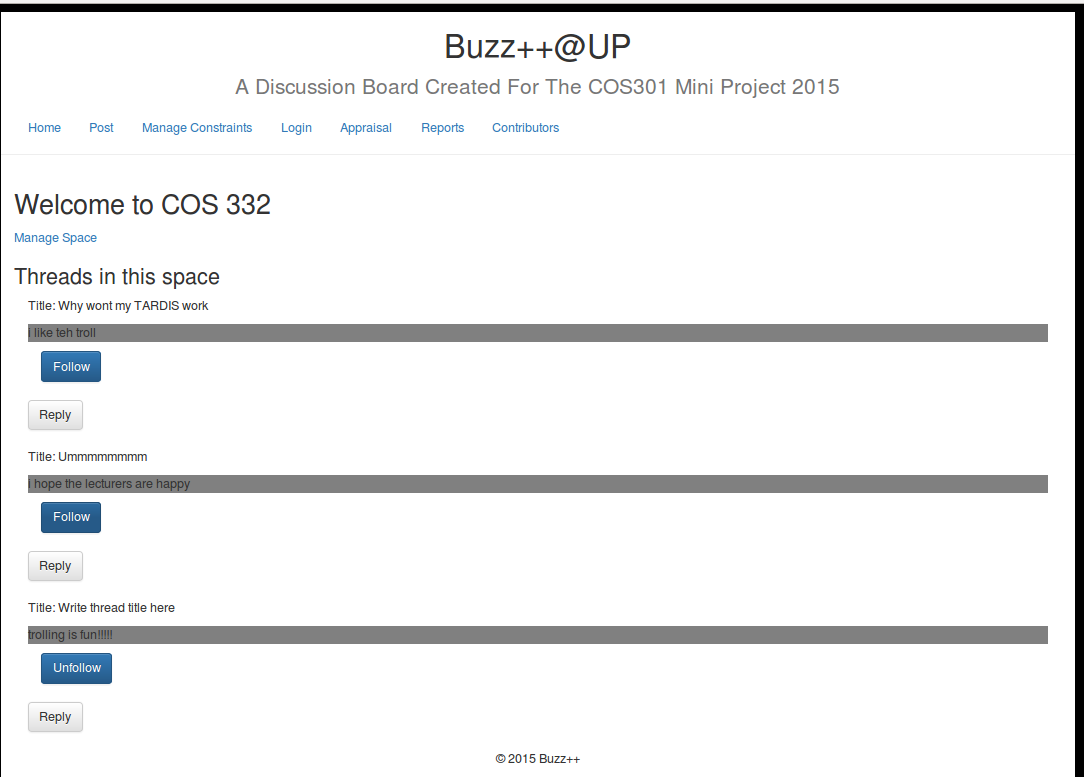 Buzz++@UP
A Discussion Board Created For The COS301 Mini Project 2015
Home Post Manage Constraints Login Appraisal Reports Contributors
Welcome to COS 332
Manage Space
Threads in this space
Title: Why wont my TARDIS work
i like teh troll
Follow
Reply
Title: Ummmmmmmm
i hope the lecturers are happy
Follow
Reply
Title: Write thread title here
trolling is fun!!!!!
Unfollow
Reply
© 2015 Buzz++